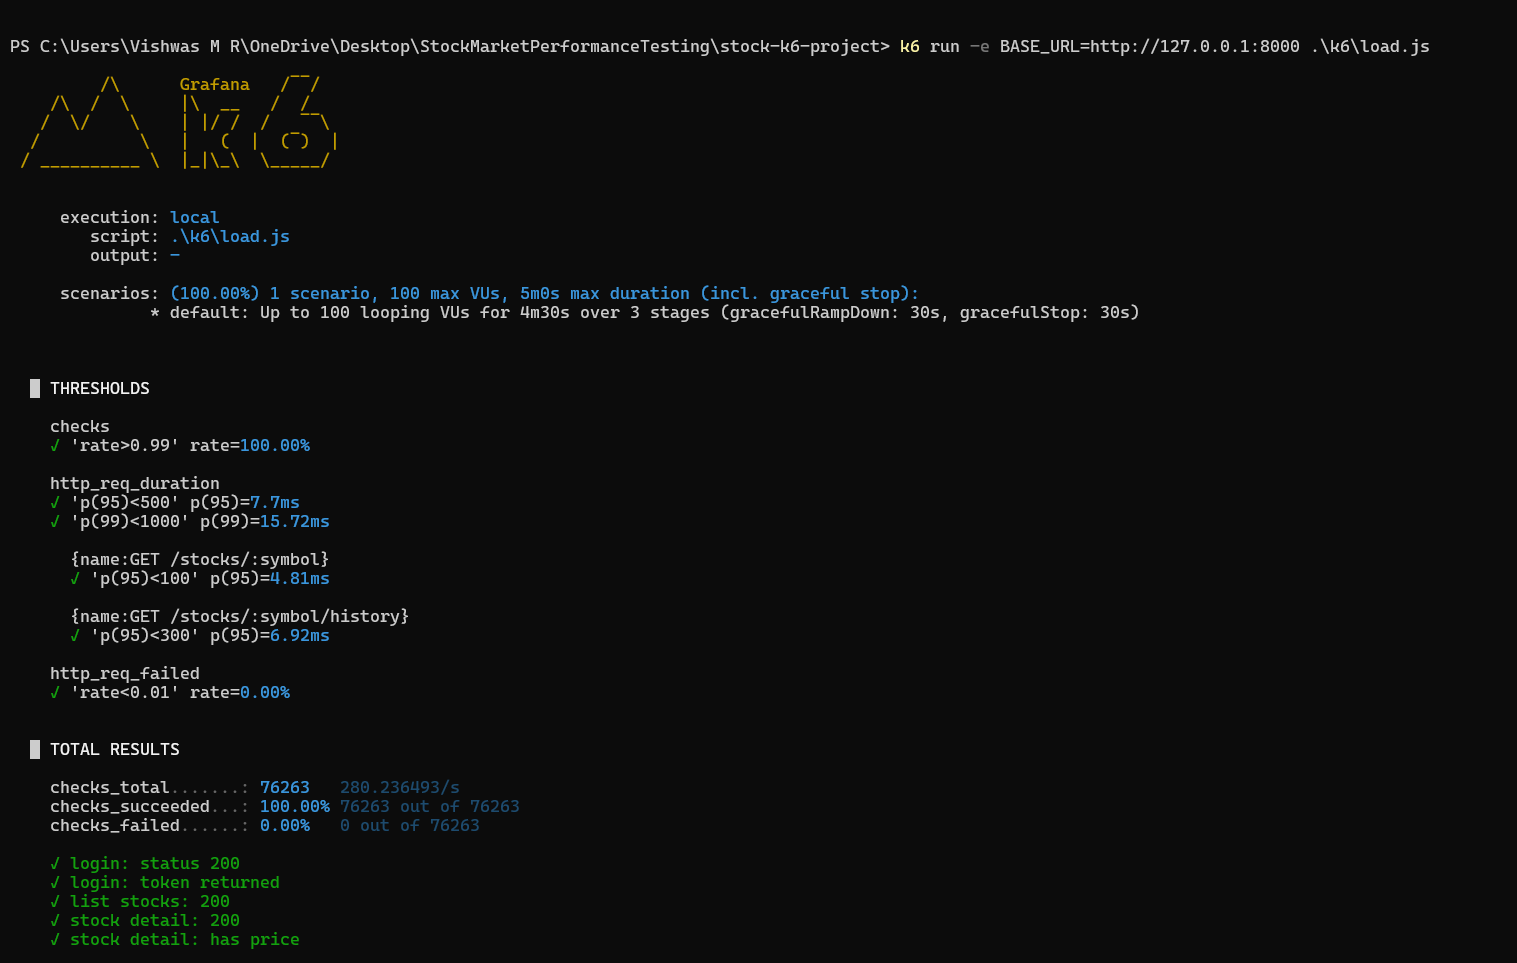 PS C:\Users\Vishwas M R\OneDrive\Desktop\StockMarketPerformanceTesting\stock-k6-project> k6 run -e BASE_URL=http://127.0.0.1:8000 .\k6\load.js
Grafana
execution: local
script: .\k6\load.js
output: -
scenarios: (100.00%) 1 scenario, 100 max VUs, 5m0s max duration (incl. graceful stop):
* default: Up to 100 looping VUs for 4m30s over 3 stages (gracefulRampDown: 30s, gracefulStop: 30s)
█ THRESHOLDS
checks
✓ 'rate>0.99' rate=100.00%
http_req_duration
✓ 'p(95)<500' p(95)=7.7ms
✓ 'p(99)<1000' p(99)=15.72ms
{name:GET /stocks/:symbol}
✓ 'p(95)<100' p(95)=4.81ms
{name:GET /stocks/:symbol/history}
✓ 'p(95)<300' p(95)=6.92ms
http_req_failed
✓ 'rate<0.01' rate=0.00%
█ TOTAL RESULTS
checks_total.......: 76263 280.236493/s
checks_succeeded...: 100.00% 76263 out of 76263
checks_failed......: 0.00% 0 out of 76263
✓ login: status 200
✓ login: token returned
✓ list stocks: 200
✓ stock detail: 200
✓ stock detail: has price